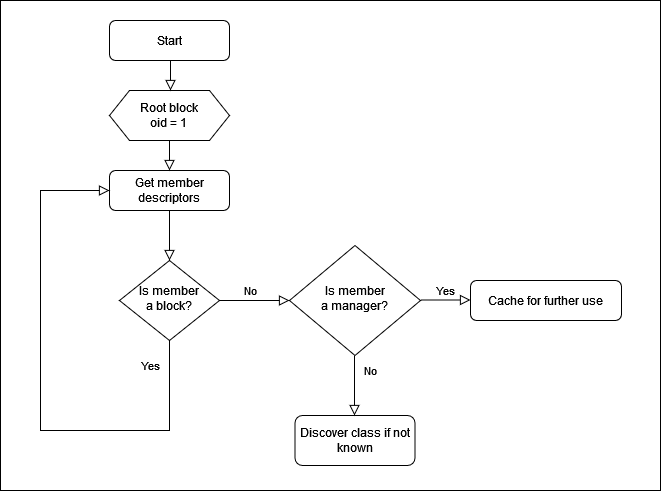 Start
Root block
oid = 1
Get member
descriptors
Is member
a block?
No
Is member
a manager?
Yes
Cache for further use
Yes
No
Discover class if not
known